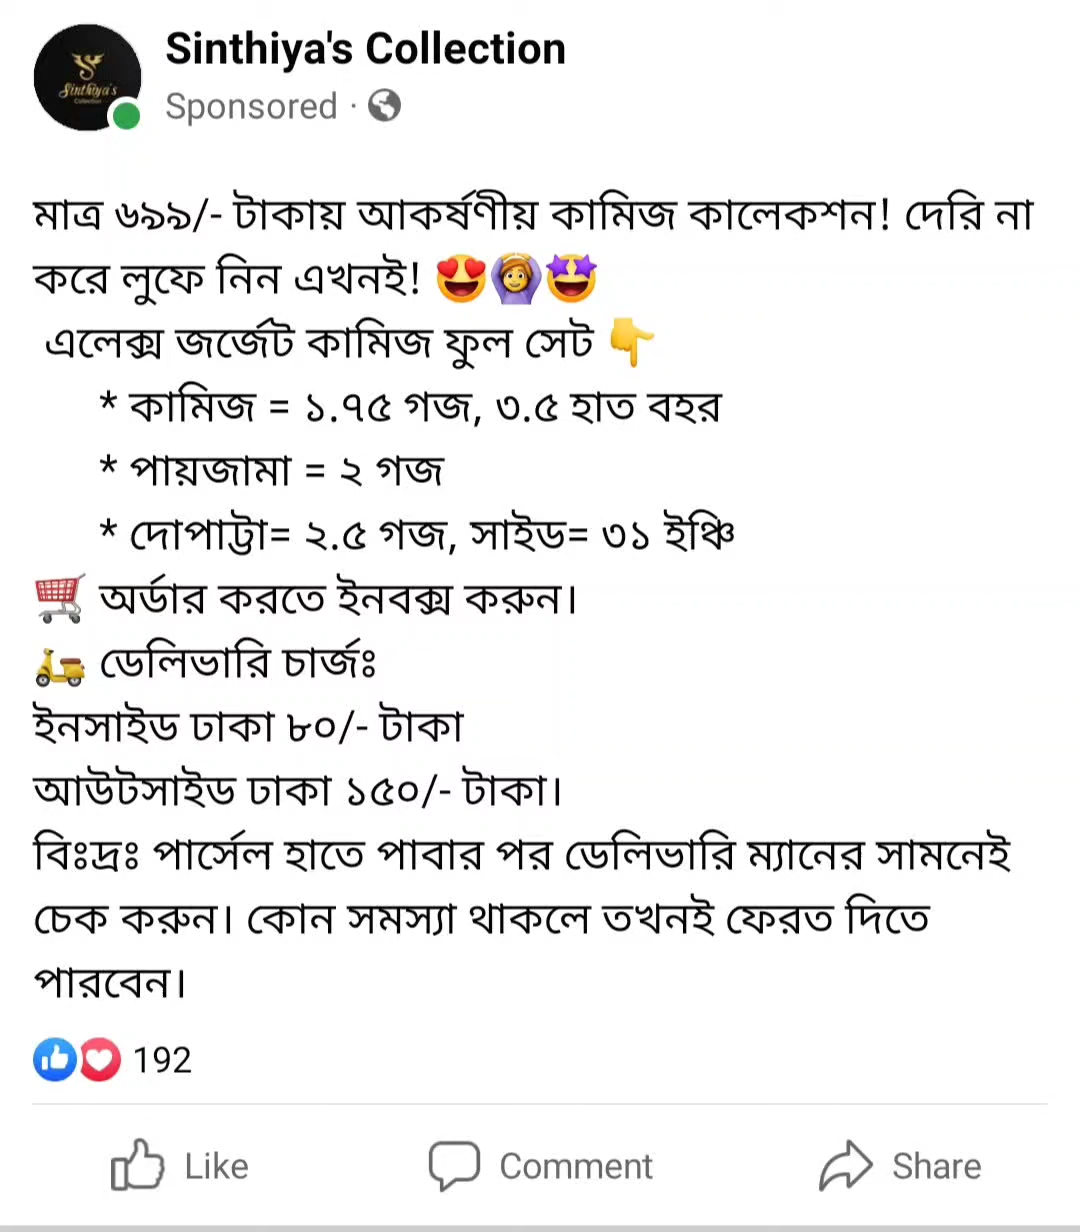 Sinthiya's
Collection
Sinthiya's Collection
Sponsored ·
মাত্র ৬৯৯/- টাকায় আকর্ষণীয় কামিজ কালেকশন! দেরি না
করে লুফে নিন এখনই! 😍🙆🤩
এলেক্স জর্জেট কামিজ ফুল সেট 👇
* কামিজ = ১.৭৫ গজ, ৩.৫ হাত বহর
* পায়জামা = ২ গজ
* দোপাট্টা= ২.৫ গজ, সাইড= ৩১ ইঞ্চি
🛒 অর্ডার করতে ইনবক্স করুন।
🛵 ডেলিভারি চার্জঃ
ইনসাইড ঢাকা ৮০/- টাকা
আউটসাইড ঢাকা ১৫০/- টাকা।
বিঃদ্রঃ পার্সেল হাতে পাবার পর ডেলিভারি ম্যানের সামনেই
চেক করুন। কোন সমস্যা থাকলে তখনই ফেরত দিতে
পারবেন।
192
Like Comment Share